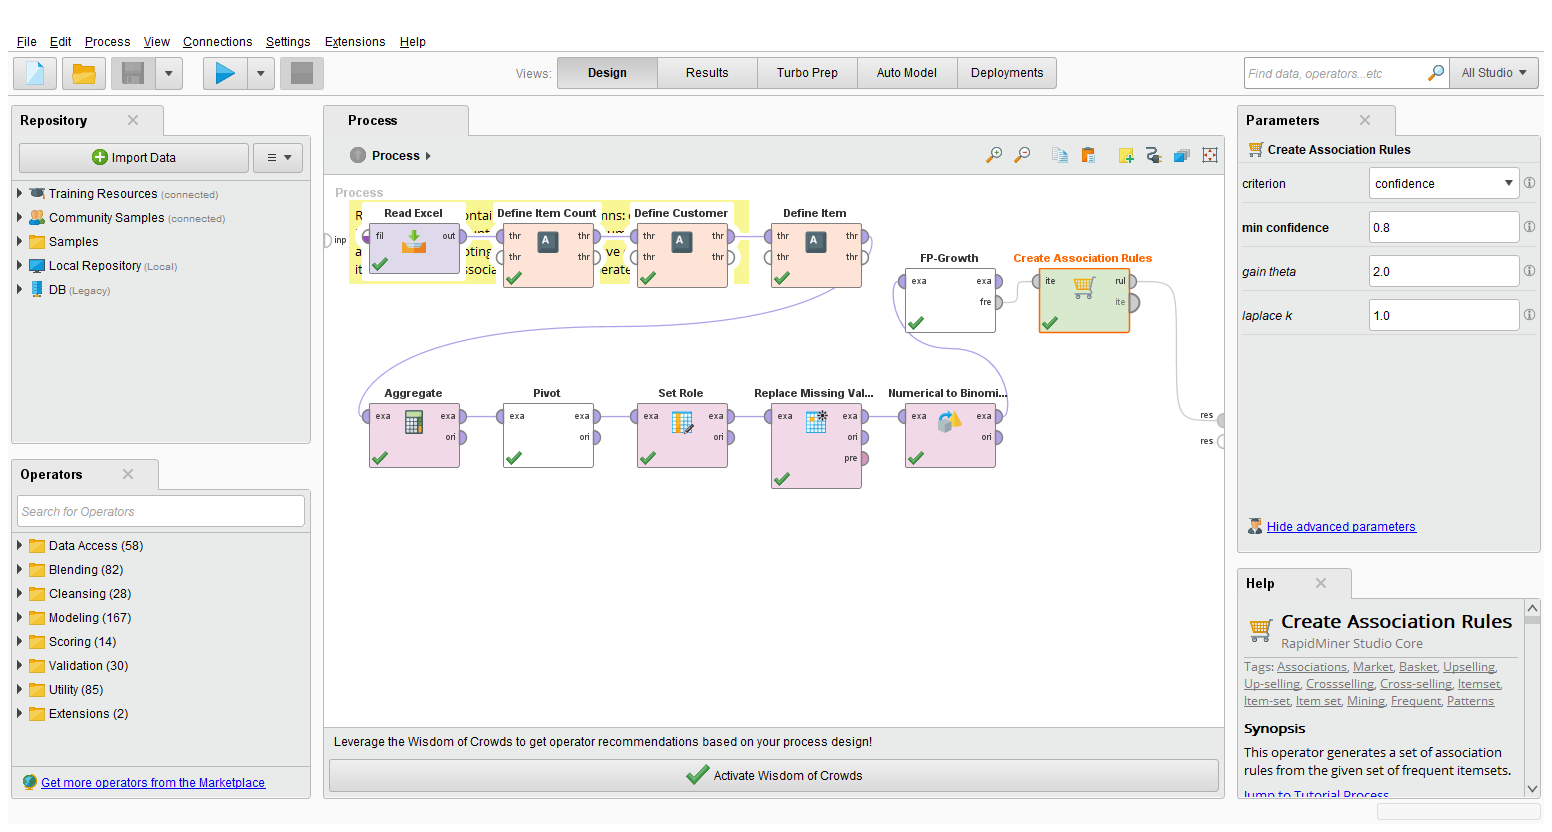 File Edit Process View Connections Settings Extensions Help
Views: Design Results Turbo Prep Auto Model Deployments
Find data, operators...etc All Studio
Repository
Import Data
Training Resources (connected)
Community Samples (connected)
Samples
Local Repository (Local)
DB (Legacy)
Operators
Search for Operators
Data Access (58)
Blending (82)
Cleansing (28)
Modeling (167)
Scoring (14)
Validation (30)
Utility (85)
Extensions (2)
Get more operators from the Marketplace
Process
Process
Process
inp
Read Excel
fil out
Define Item Count
thr thr
thr thr
Define Customer
thr thr
thr thr
Define Item
thr thr
thr thr
FP-Growth
exa exa
fre
Create Association Rules
ite rul
ite
Aggregate
exa exa
ori
Pivot
exa exa
ori
Set Role
exa exa
ori
Replace Missing Val...
exa exa
ori
pre
Numerical to Binomi...
exa exa
ori
res
res
Leverage the Wisdom of Crowds to get operator recommendations based on your process design!
Activate Wisdom of Crowds
Parameters
Create Association Rules
criterion confidence
min confidence 0.8
gain theta 2.0
laplace k 1.0
Hide advanced parameters
Help
Create Association Rules
RapidMiner Studio Core
Tags: Associations, Market, Basket, Upselling,
Up-selling, Crossselling, Cross-selling, Itemset,
Item-set, Item set, Mining, Frequent, Patterns
Synopsis
This operator generates a set of association
rules from the given set of frequent itemsets.
Jump to Tutorial Process